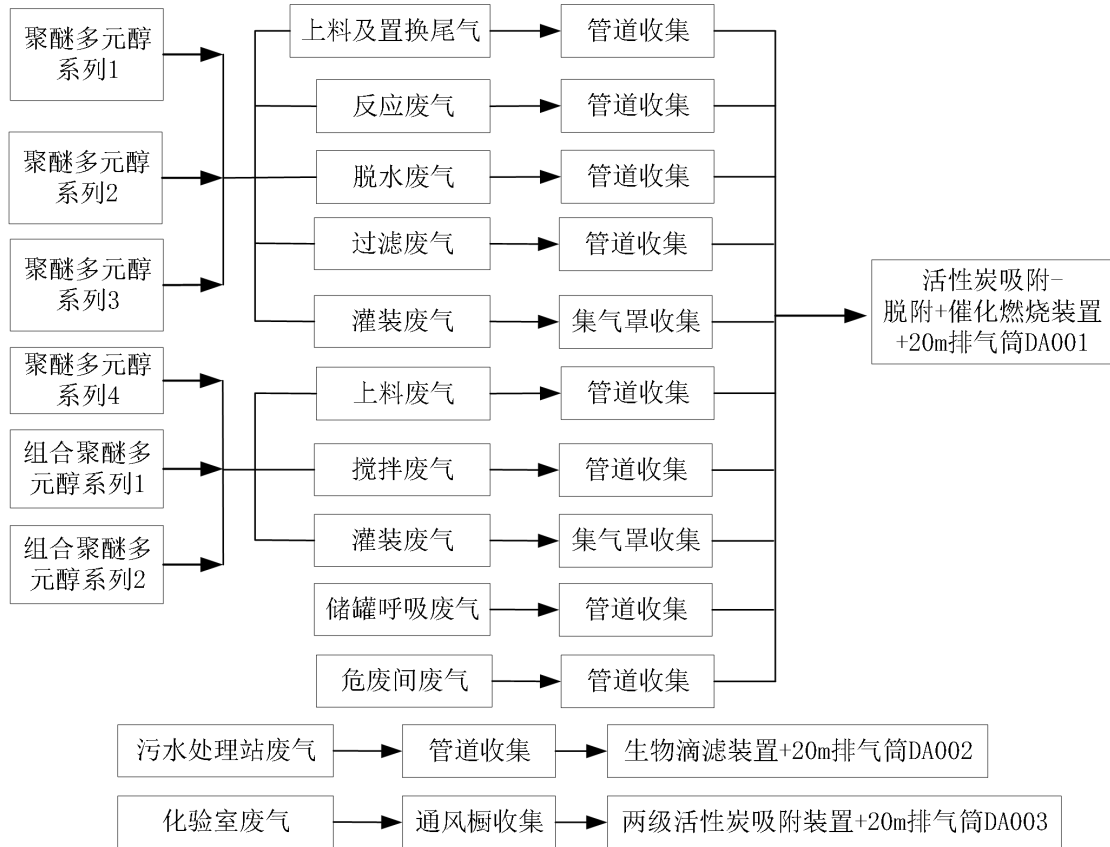 聚醚多元醇
系列1
聚醚多元醇
系列2
聚醚多元醇
系列3
聚醚多元醇
系列4
组合聚醚多
元醇系列1
组合聚醚多
元醇系列2
上料及置换尾气
管道收集
反应废气
管道收集
脱水废气
管道收集
过滤废气
管道收集
灌装废气
集气罩收集
上料废气
管道收集
搅拌废气
管道收集
灌装废气
集气罩收集
储罐呼吸废气
管道收集
危废间废气
管道收集
活性炭吸附-
脱附+催化燃烧装置
+20m排气筒DA001
污水处理站废气
管道收集
生物滴滤装置+20m排气筒DA002
化验室废气
通风橱收集
两级活性炭吸附装置+20m排气筒DA003